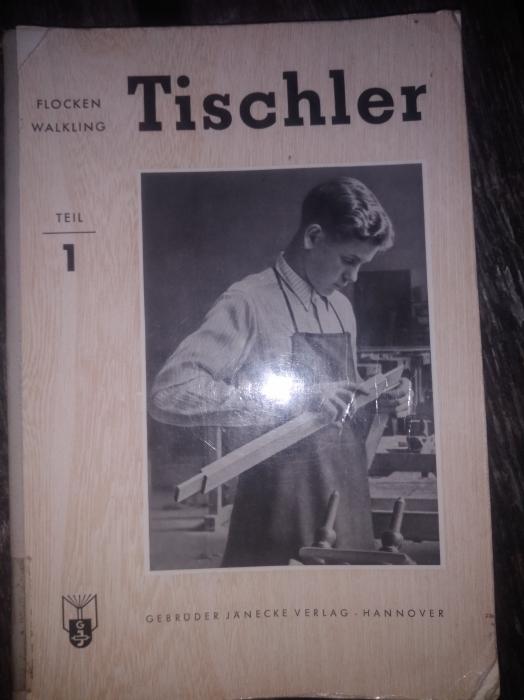 FLOCKEN
WALKLING
Tischler
TEIL
1
GEBRÜDER JÄNECKE VERLAG · HANNOVER
G
J